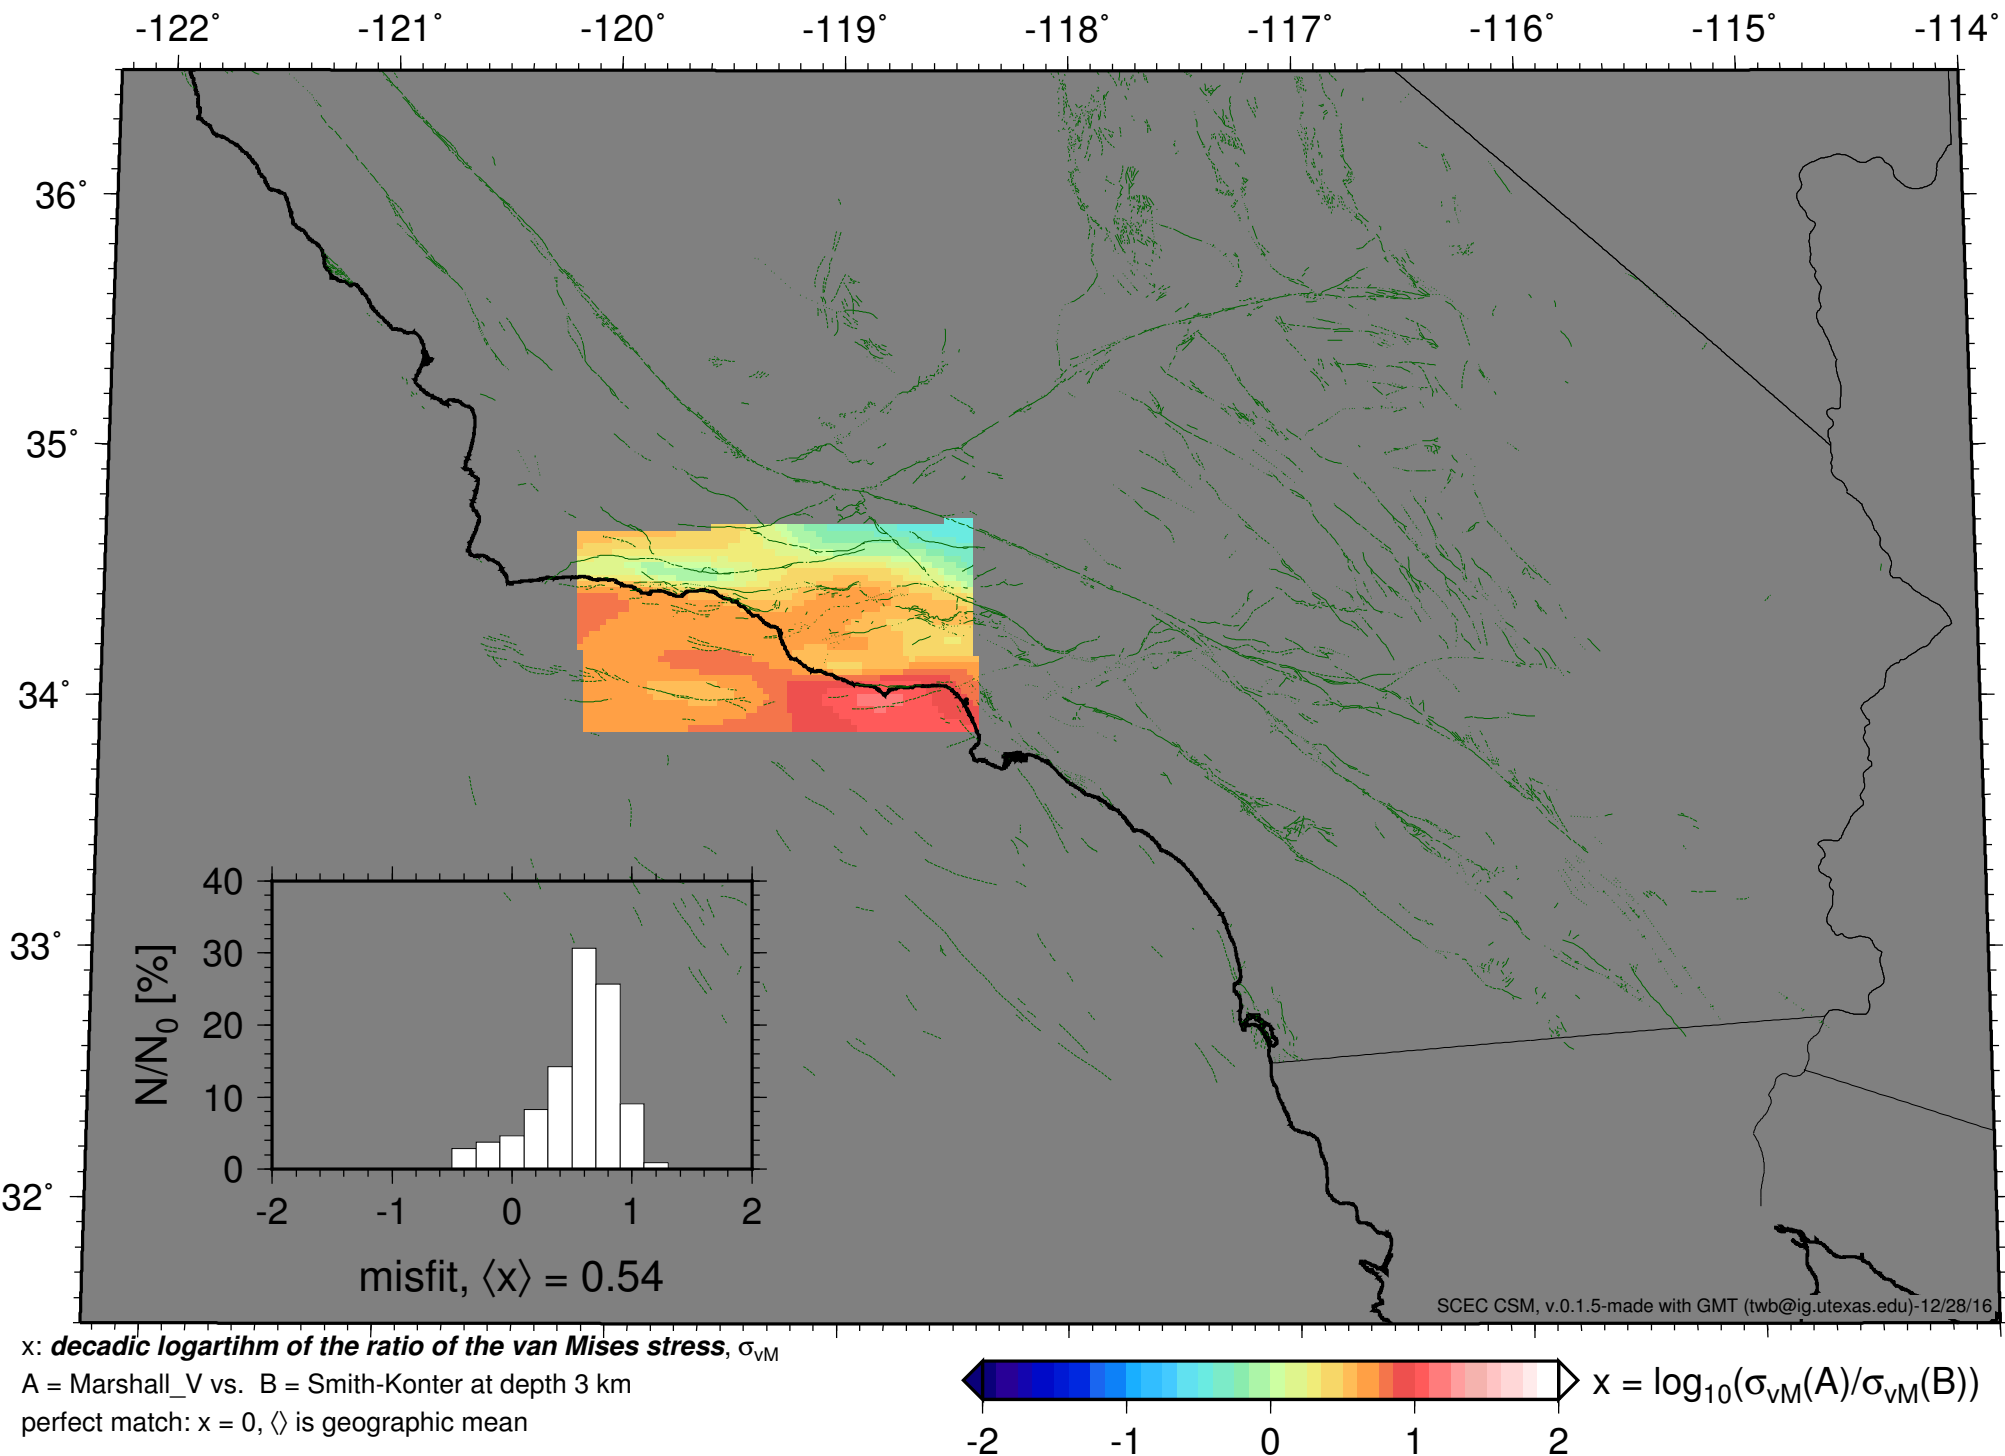 -122° -121° -120° -119° -118° -117° -116° -115° -114°
36°
35°
34°
33°
32°
40
30
20
10
0
N/N0 [%]
-2 -1 0 1 2
misfit, ⟨x⟩ = 0.54
SCEC CSM, v.0.1.5-made with GMT (twb@ig.utexas.edu)-12/28/16
x: decadic logartihm of the ratio of the van Mises stress, σvM
A = Marshall_V vs. B = Smith-Konter at depth 3 km
perfect match: x = 0, ⟨⟩ is geographic mean
x = log10(σvM(A)/σvM(B))
-2 -1 0 1 2